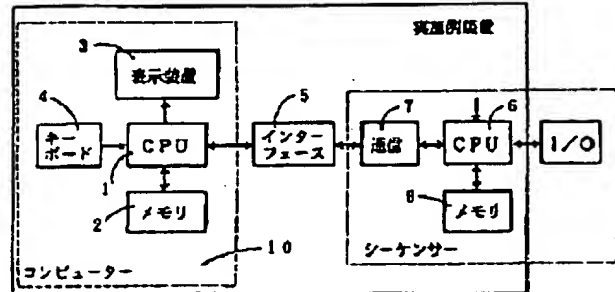 実施例装置
3
表示装置
4
5
7
6
キー
ボード
CPU
インター
フェース
通信
CPU
I/O
1
2
メモリ
8
メモリ
10
コンピューター
シーケンサー